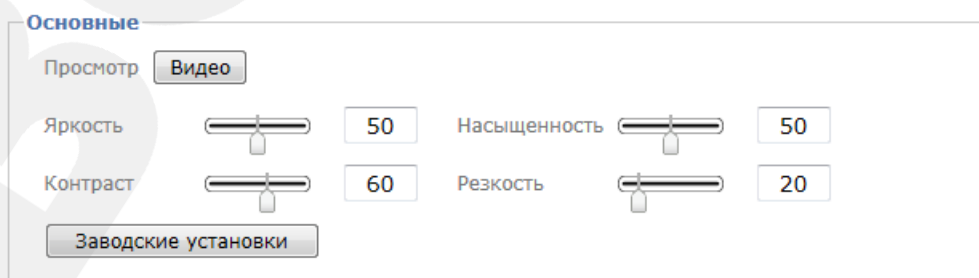 Основные
Просмотр Видео
Яркость 50 Насыщенность 50
Контраст 60 Резкость 20
Заводские установки